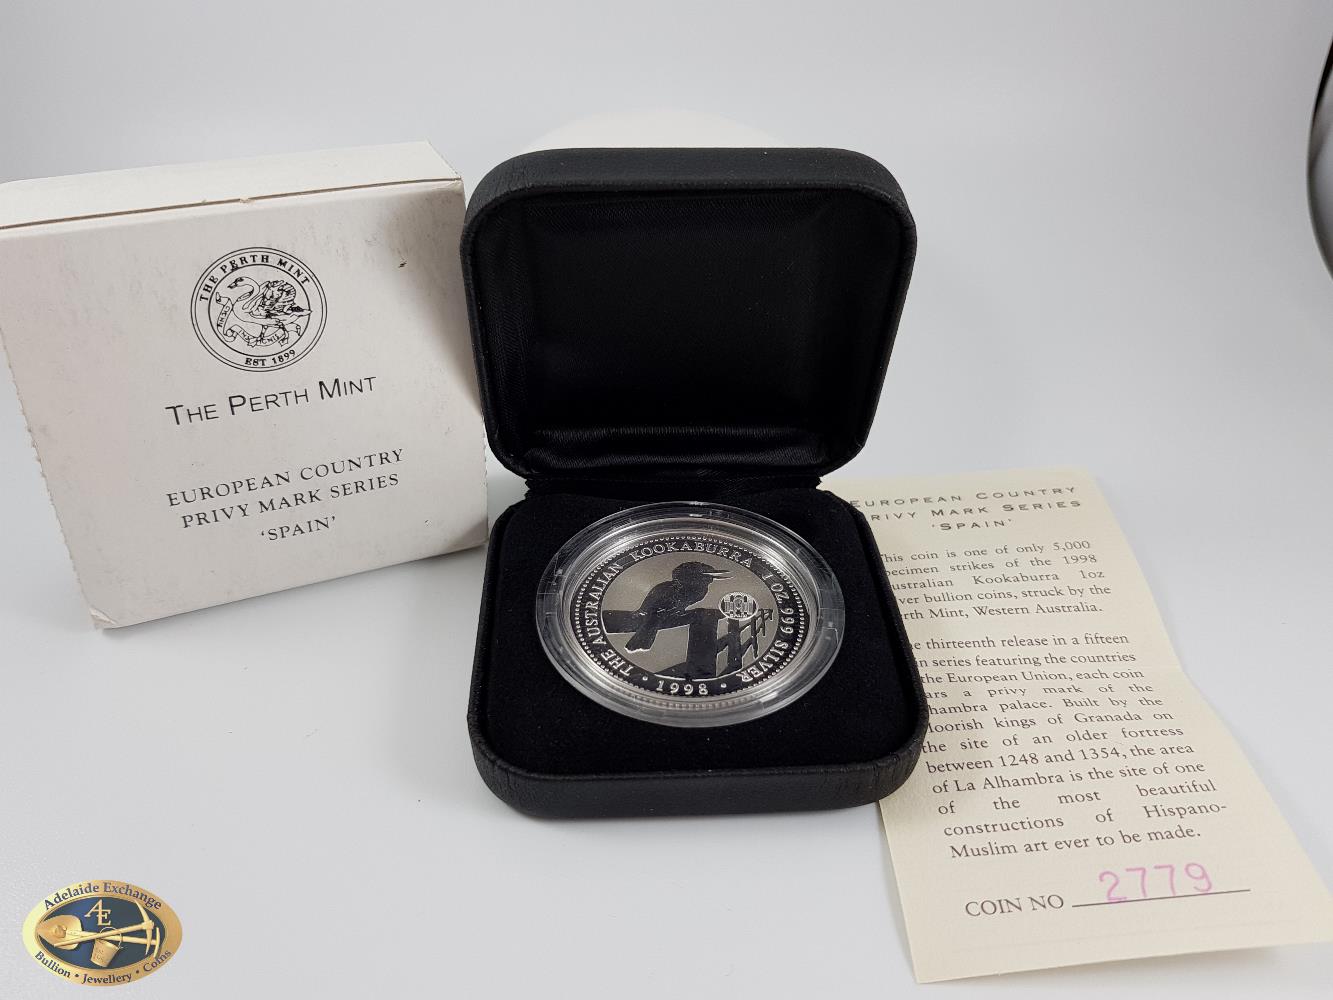 THE PERTH MINT
EST 1899
THE PERTH MINT
EUROPEAN COUNTRY
PRIVY MARK SERIES
'SPAIN'
THE AUSTRALIAN KOOKABURRA 1 OZ 999 SILVER
1998
EUROPEAN COUNTRY
PRIVY MARK SERIES
'SPAIN'
This coin is one of only 5,000
specimen strikes of the 1998
Australian Kookaburra 1oz
bullion coins, struck by the
Mint, Western Australia.
thirteenth release in a fifteen
series featuring the countries
the European Union, each coin
a privy mark of the
palace. Built by the
kings of Granada on
the site of an older fortress
between 1248 and 1354, the area
of La Alhambra is the site of one
of the most beautiful
constructions of Hispano-
Muslim art ever to be made.
COIN NO 2779
Adelaide Exchange
AE
Bullion • Jewellery • Coins